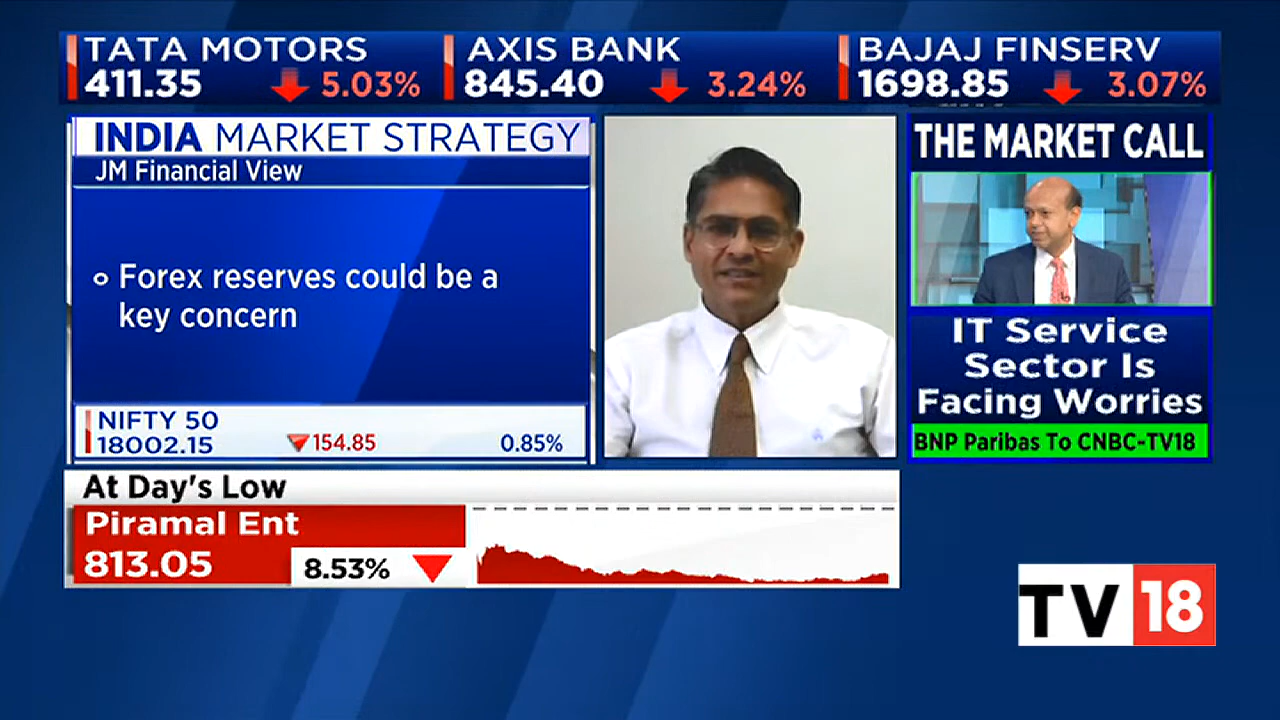 TATA MOTORS
411.35 5.03%
AXIS BANK
845.40 3.24%
BAJAJ FINSERV
1698.85 3.07%
INDIA MARKET STRATEGY
JM Financial View
Forex reserves could be a
key concern
NIFTY 50
18002.15 154.85 0.85%
THE MARKET CALL
IT Service
Sector Is
Facing Worries
BNP Paribas To CNBC-TV18
At Day's Low
Piramal Ent
813.05 8.53%
TV18